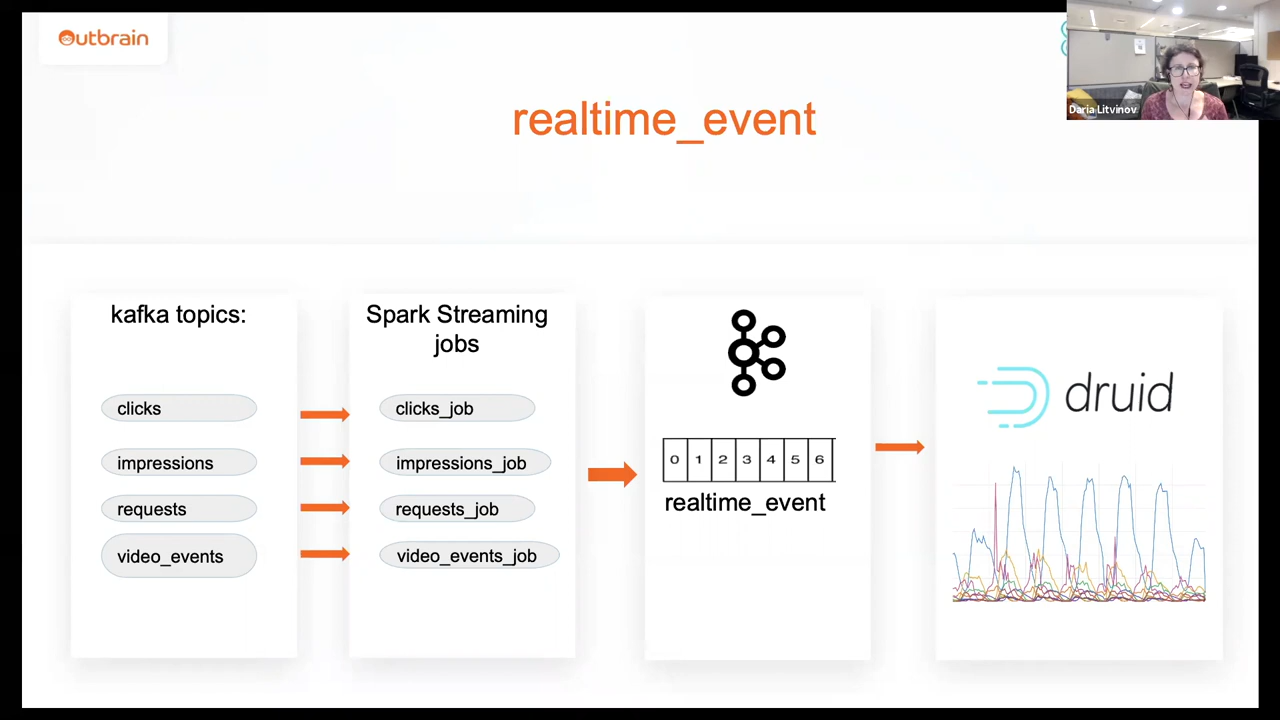 Outbrain
Daria Litvinov
realtime_event
kafka topics:
clicks
impressions
requests
video_events
Spark Streaming
jobs
clicks_job
impressions_job
requests_job
video_events_job
0 1 2 3 4 5 6
realtime_event
druid